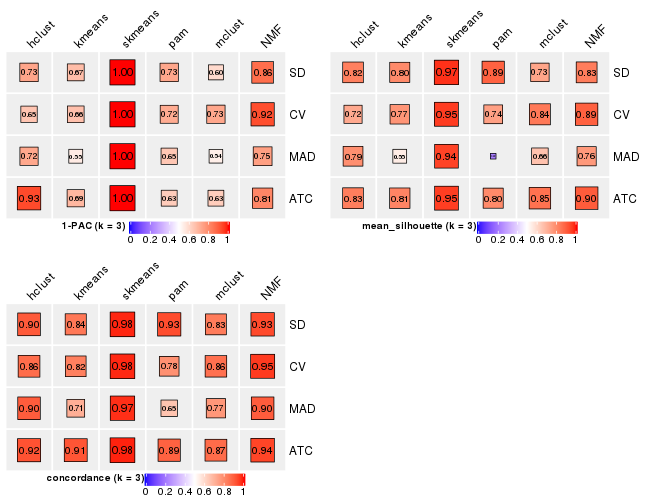 hclust kmeans skmeans pam mclust NMF
0.73 0.67 1.00 0.73 0.60 0.86 SD
0.65 0.66 1.00 0.72 0.73 0.92 CV
0.72 0.55 1.00 0.65 0.54 0.75 MAD
0.93 0.69 1.00 0.63 0.63 0.81 ATC
1-PAC (k = 3)
0 0.2 0.4 0.6 0.8 1
hclust kmeans skmeans pam mclust NMF
0.82 0.80 0.97 0.89 0.73 0.83 SD
0.72 0.77 0.95 0.74 0.84 0.89 CV
0.79 0.55 0.94 0.66 0.76 MAD
0.83 0.81 0.95 0.80 0.85 0.90 ATC
mean_silhouette (k = 3)
0 0.2 0.4 0.6 0.8 1
hclust kmeans skmeans pam mclust NMF
0.90 0.84 0.98 0.93 0.83 0.93 SD
0.86 0.82 0.98 0.78 0.86 0.95 CV
0.90 0.71 0.97 0.65 0.77 0.90 MAD
0.92 0.91 0.98 0.89 0.87 0.94 ATC
concordance (k = 3)
0 0.2 0.4 0.6 0.8 1